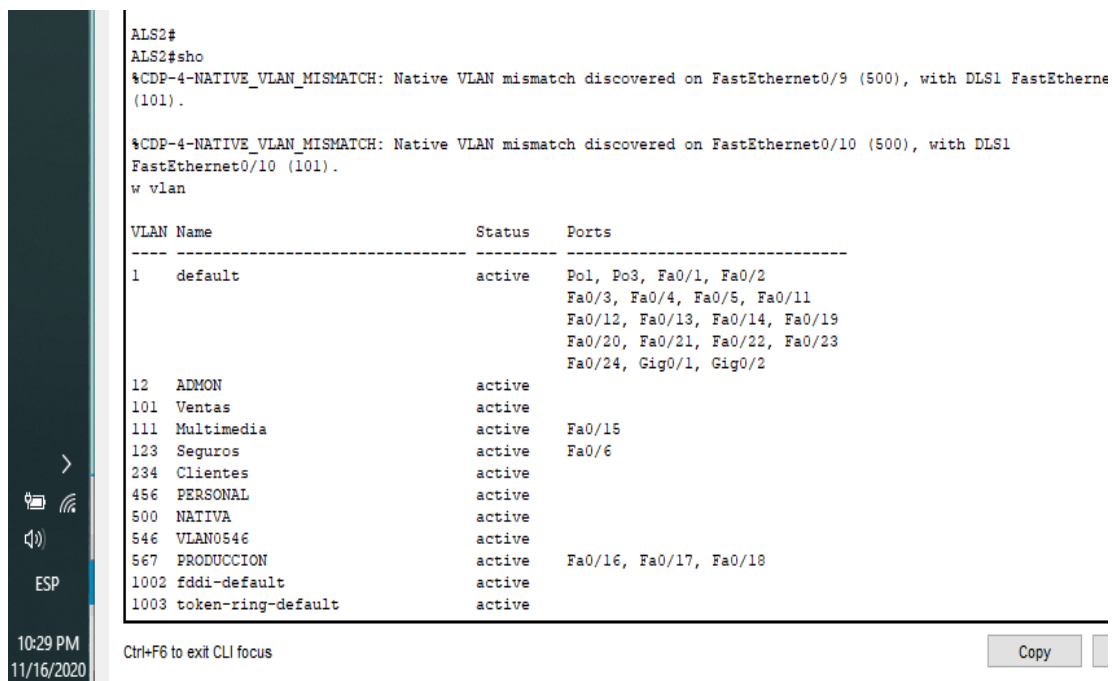 ALS2#
ALS2#sho
%CDP-4-NATIVE_VLAN_MISMATCH: Native VLAN mismatch discovered on FastEthernet0/9 (500), with DLS1 FastEtherne
(101).
%CDP-4-NATIVE_VLAN_MISMATCH: Native VLAN mismatch discovered on FastEthernet0/10 (500), with DLS1
FastEthernet0/10 (101).
w vlan
VLAN Name Status Ports
---- -------------------------------- --------- -------------------------------
1 default active Po1, Po3, Fa0/1, Fa0/2
Fa0/3, Fa0/4, Fa0/5, Fa0/11
Fa0/12, Fa0/13, Fa0/14, Fa0/19
Fa0/20, Fa0/21, Fa0/22, Fa0/23
Fa0/24, Gig0/1, Gig0/2
12 ADMON active
101 Ventas active
111 Multimedia active Fa0/15
123 Seguros active Fa0/6
234 Clientes active
456 PERSONAL active
500 NATIVA active
546 VLAN0546 active
567 PRODUCCION active Fa0/16, Fa0/17, Fa0/18
1002 fddi-default active
1003 token-ring-default active
Ctrl+F6 to exit CLI focus
Copy
ESP
10:29 PM
11/16/2020